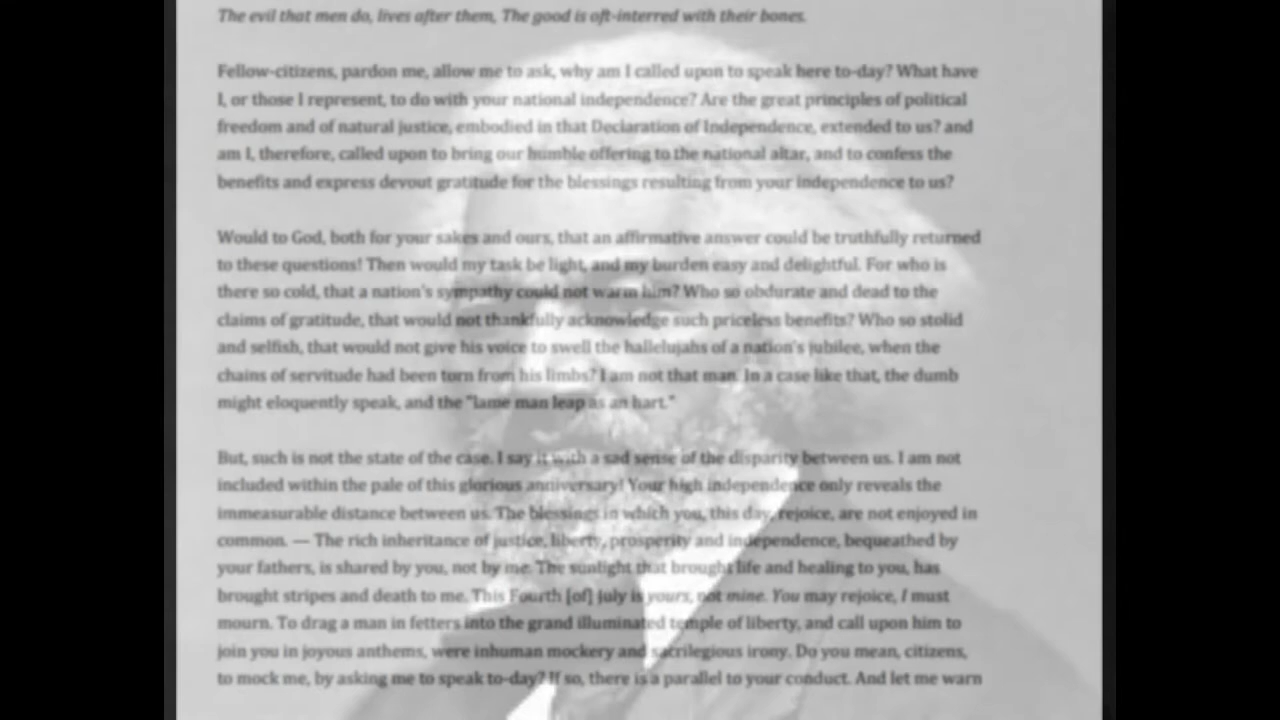 The evil that men do, lives after them, The good is oft-interred with their bones.
Fellow-citizens, pardon me, allow me to ask, why am I called upon to speak here to-day? What have
I, or those I represent, to do with your national independence? Are the great principles of political
freedom and of natural justice, embodied in that Declaration of Independence, extended to us? and
am I, therefore, called upon to bring our humble offering to the national altar, and to confess the
benefits and express devout gratitude for the blessings resulting from your independence to us?
Would to God, both for your sakes and ours, that an affirmative answer could be truthfully returned
to these questions! Then would my task be light, and my burden easy and delightful. For who is
there so cold, that a nation's sympathy could not warm him? Who so obdurate and dead to the
claims of gratitude, that would not thankfully acknowledge such priceless benefits? Who so stolid
and selfish, that would not give his voice to swell the hallelujahs of a nation's jubilee, when the
chains of servitude had been torn from his limbs? I am not that man. In a case like that, the dumb
might eloquently speak, and the "lame man leap as an hart."
But, such is not the state of the case. I say it with a sad sense of the disparity between us. I am not
included within the pale of this glorious anniversary! Your high independence only reveals the
immeasurable distance between us. The blessings in which you, this day, rejoice, are not enjoyed in
common. — The rich inheritance of justice, liberty, prosperity and independence, bequeathed by
your fathers, is shared by you, not by me. The sunlight that brought life and healing to you, has
brought stripes and death to me. This Fourth [of] July is yours, not mine. You may rejoice, I must
mourn. To drag a man in fetters into the grand illuminated temple of liberty, and call upon him to
join you in joyous anthems, were inhuman mockery and sacrilegious irony. Do you mean, citizens,
to mock me, by asking me to speak to-day? If so, there is a parallel to your conduct. And let me warn